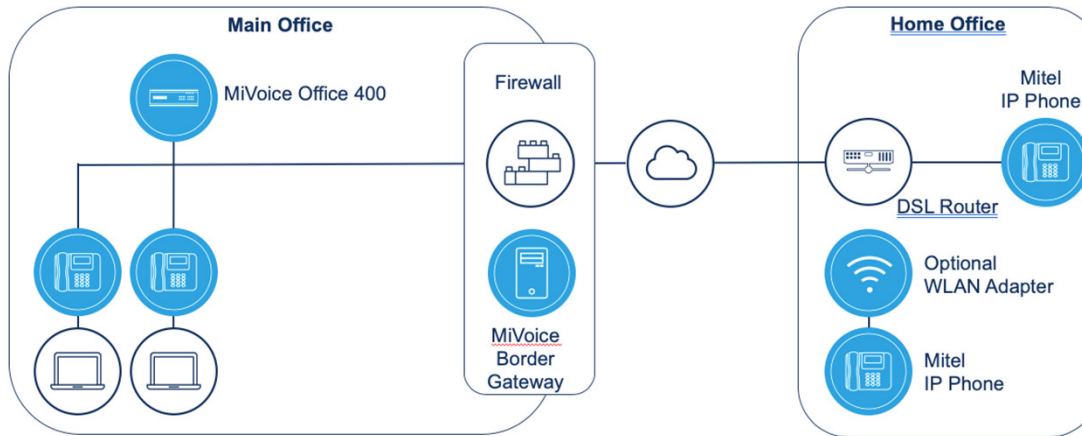 Main Office
MiVoice Office 400
Firewall
MiVoice
Border
Gateway
Home Office
Mitel
IP Phone
DSL Router
Optional
WLAN Adapter
Mitel
IP Phone